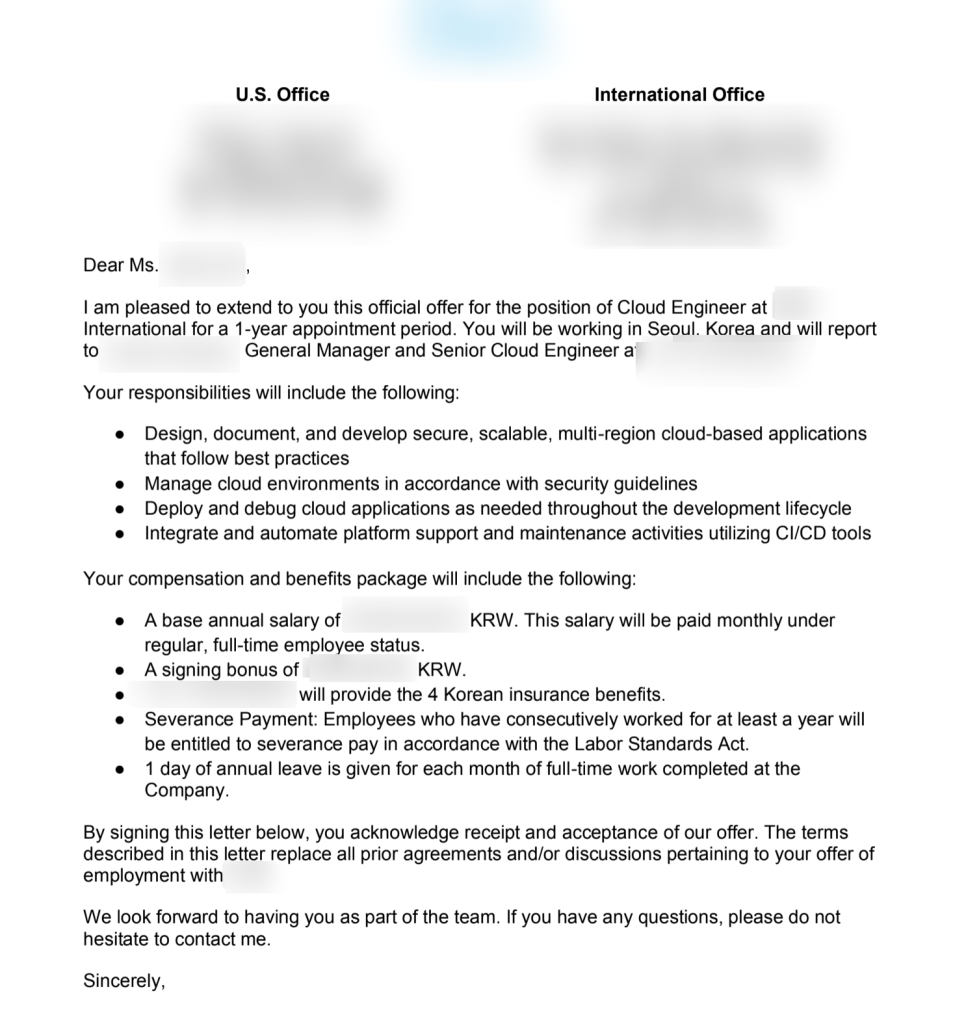 U.S. Office
International Office
Dear Ms. ,
I am pleased to extend to you this official offer for the position of Cloud Engineer at
International for a 1-year appointment period. You will be working in Seoul. Korea and will report
to General Manager and Senior Cloud Engineer at
Your responsibilities will include the following:
● Design, document, and develop secure, scalable, multi-region cloud-based applications
that follow best practices
● Manage cloud environments in accordance with security guidelines
● Deploy and debug cloud applications as needed throughout the development lifecycle
● Integrate and automate platform support and maintenance activities utilizing CI/CD tools
Your compensation and benefits package will include the following:
● A base annual salary of KRW. This salary will be paid monthly under
regular, full-time employee status.
● A signing bonus of KRW.
● will provide the 4 Korean insurance benefits.
● Severance Payment: Employees who have consecutively worked for at least a year will
be entitled to severance pay in accordance with the Labor Standards Act.
● 1 day of annual leave is given for each month of full-time work completed at the
Company.
By signing this letter below, you acknowledge receipt and acceptance of our offer. The terms
described in this letter replace all prior agreements and/or discussions pertaining to your offer of
employment with
We look forward to having you as part of the team. If you have any questions, please do not
hesitate to contact me.
Sincerely,